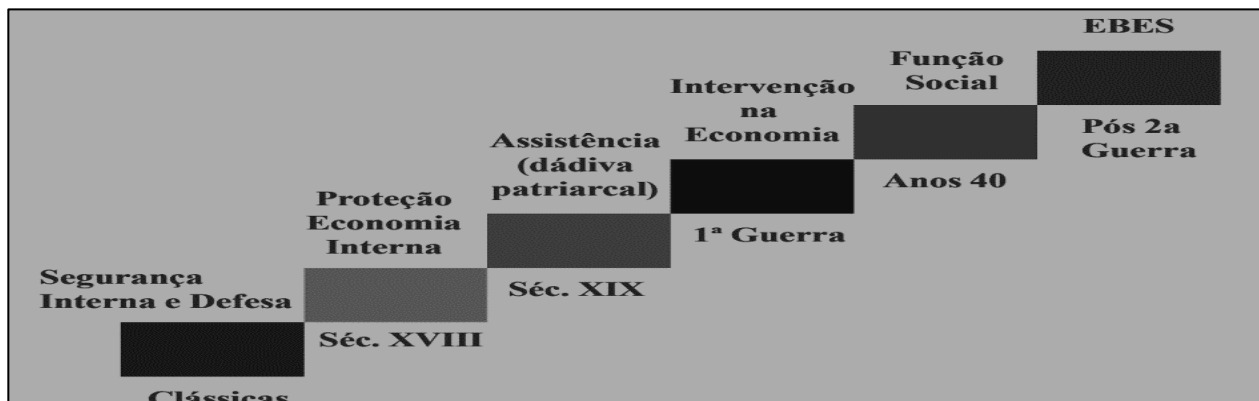 EBES
Função
Social
Intervenção
na
Economia
Pós 2a
Guerra
Assistência
(dádiva
patriarcal)
Anos 40
Proteção
Economia
Interna
1ª Guerra
Segurança
Interna e Defesa
Séc. XIX
Séc. XVIII
Clássicas